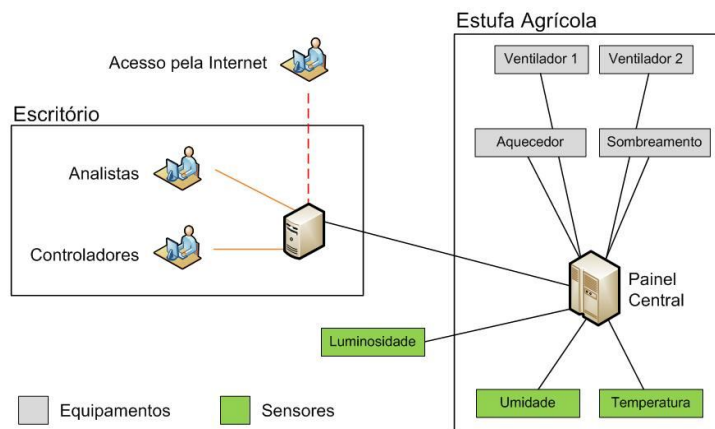 Estufa Agrícola
Ventilador 1
Ventilador 2
Acesso pela Internet
Escritório
Aquecedor
Sombreamento
Analistas
Controladores
Painel
Central
Luminosidade
Umidade
Temperatura
Equipamentos
Sensores